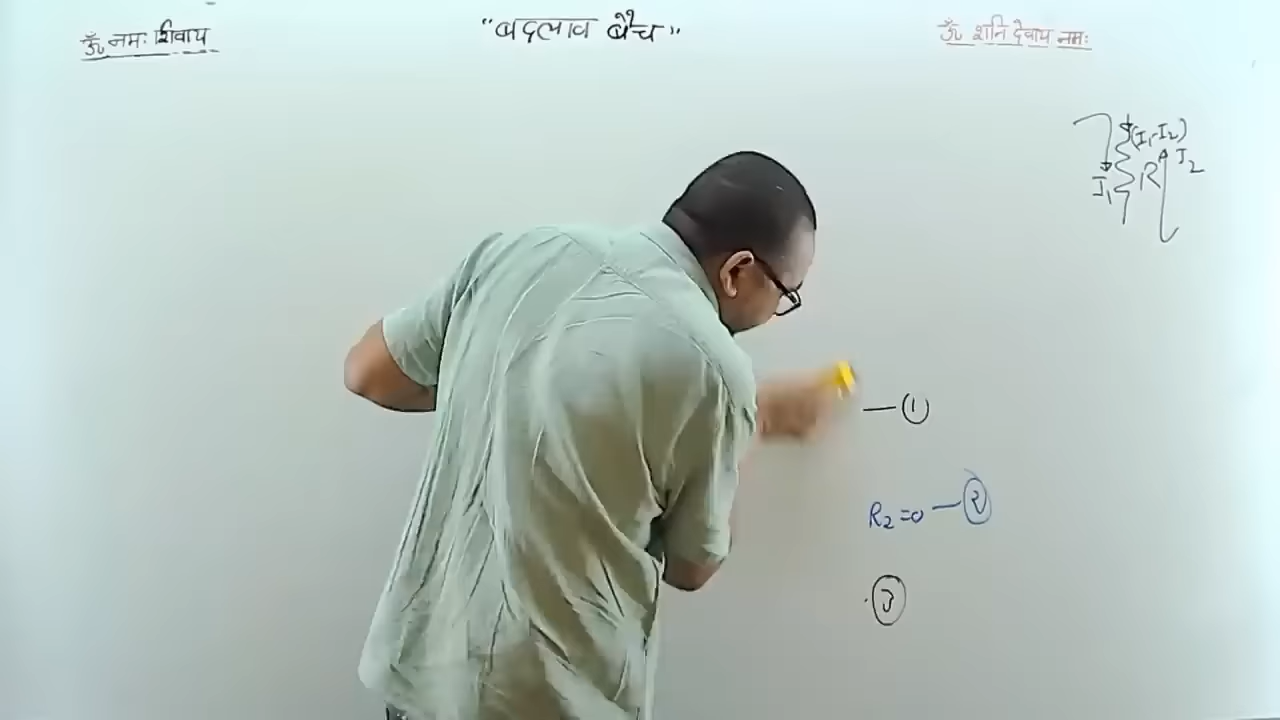 ॐ नमः शिवाय
"बदलाव बैच"
ॐ शनि देवाय नमः
(I₁-I₂)
I₁ R I₂
— ①
R₂=0 — ②
③